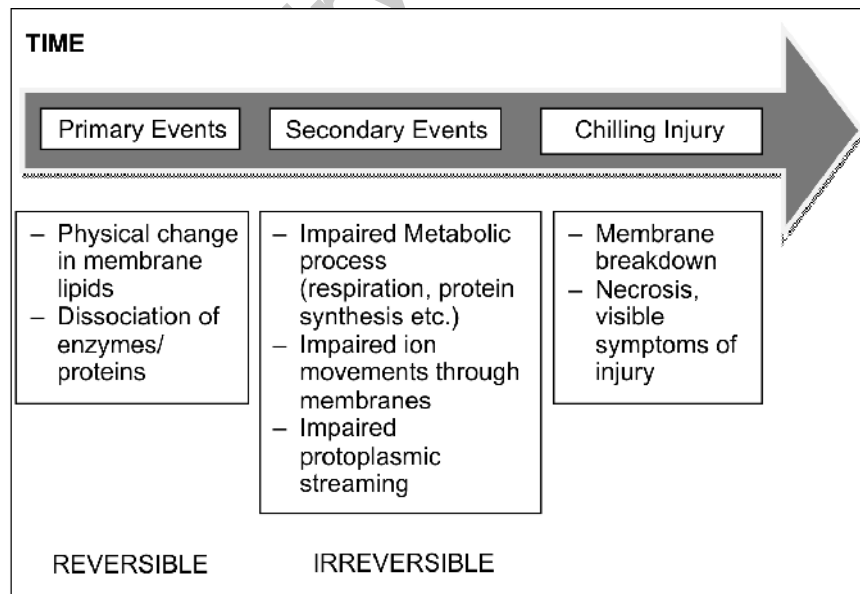 TIME
Primary Events
Secondary Events
Chilling Injury
– Physical change
in membrane
lipids
– Dissociation of
enzymes/
proteins
– Impaired Metabolic
process
(respiration, protein
synthesis etc.)
– Impaired ion
movements through
membranes
– Impaired
protoplasmic
streaming
– Membrane
breakdown
– Necrosis,
visible
symptoms of
injury
REVERSIBLE
IRREVERSIBLE